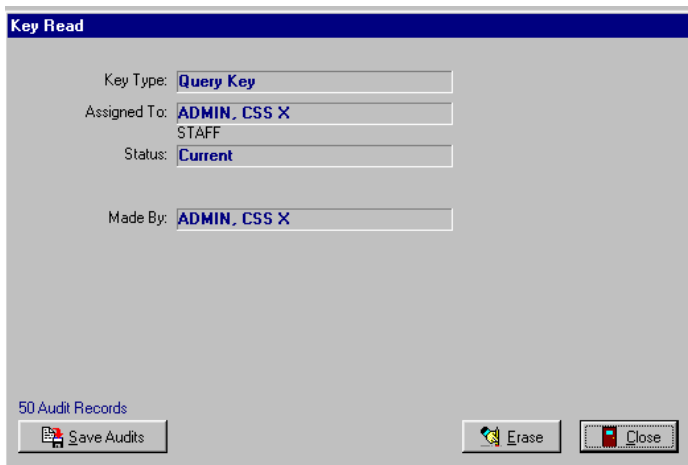 Key Read
Key Type: Query Key
Assigned To: ADMIN, CSS X
STAFF
Status: Current
Made By: ADMIN, CSS X
50 Audit Records
Save Audits Erase Close